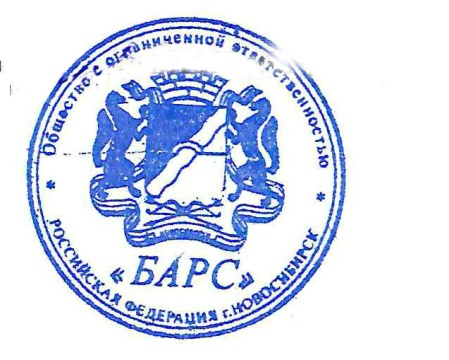 Общество с ограниченной ответственностью
« БАРС »
* РОССИЙСКАЯ ФЕДЕРАЦИЯ г.НОВОСИБИРСК *